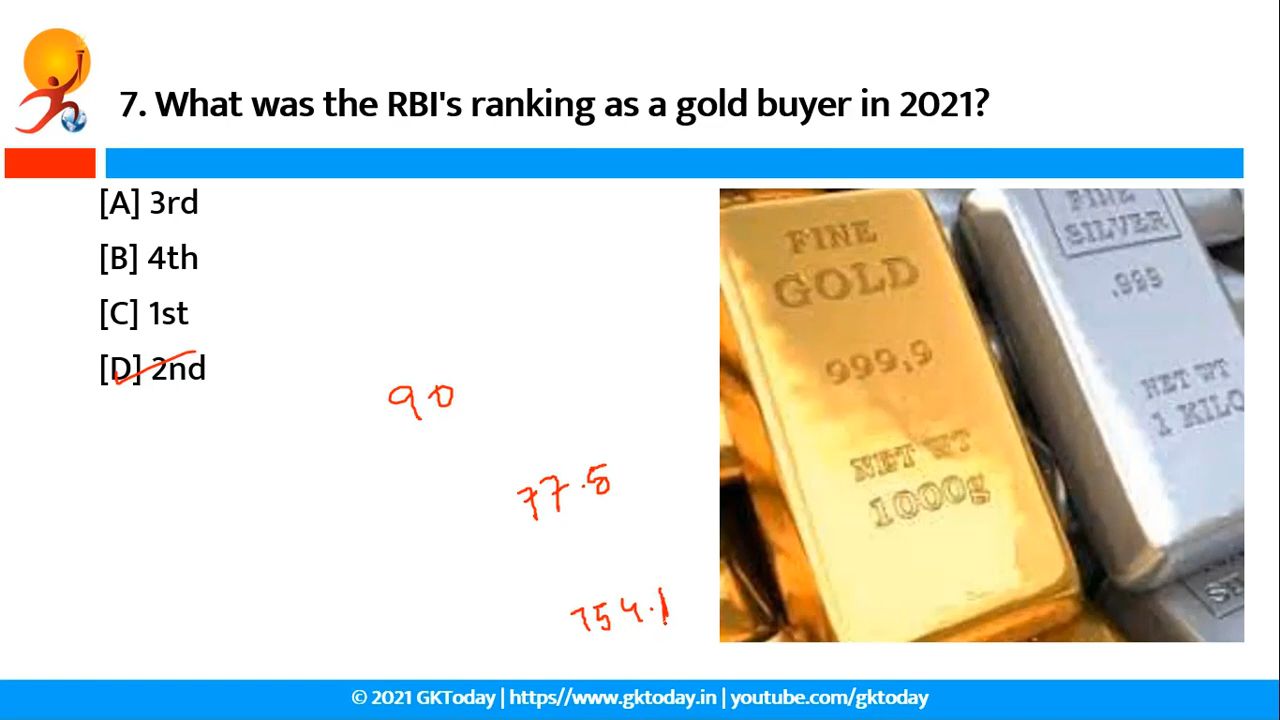 7. What was the RBI's ranking as a gold buyer in 2021?
[A] 3rd
[B] 4th
[C] 1st
[D] 2nd
90
77.5
754.1
FINE
GOLD
999,9
NET WT
1000g
FINE
SILVER
.999
NET WT
1 KILO
© 2021 GKToday | https//www.gktoday.in | youtube.com/gktoday